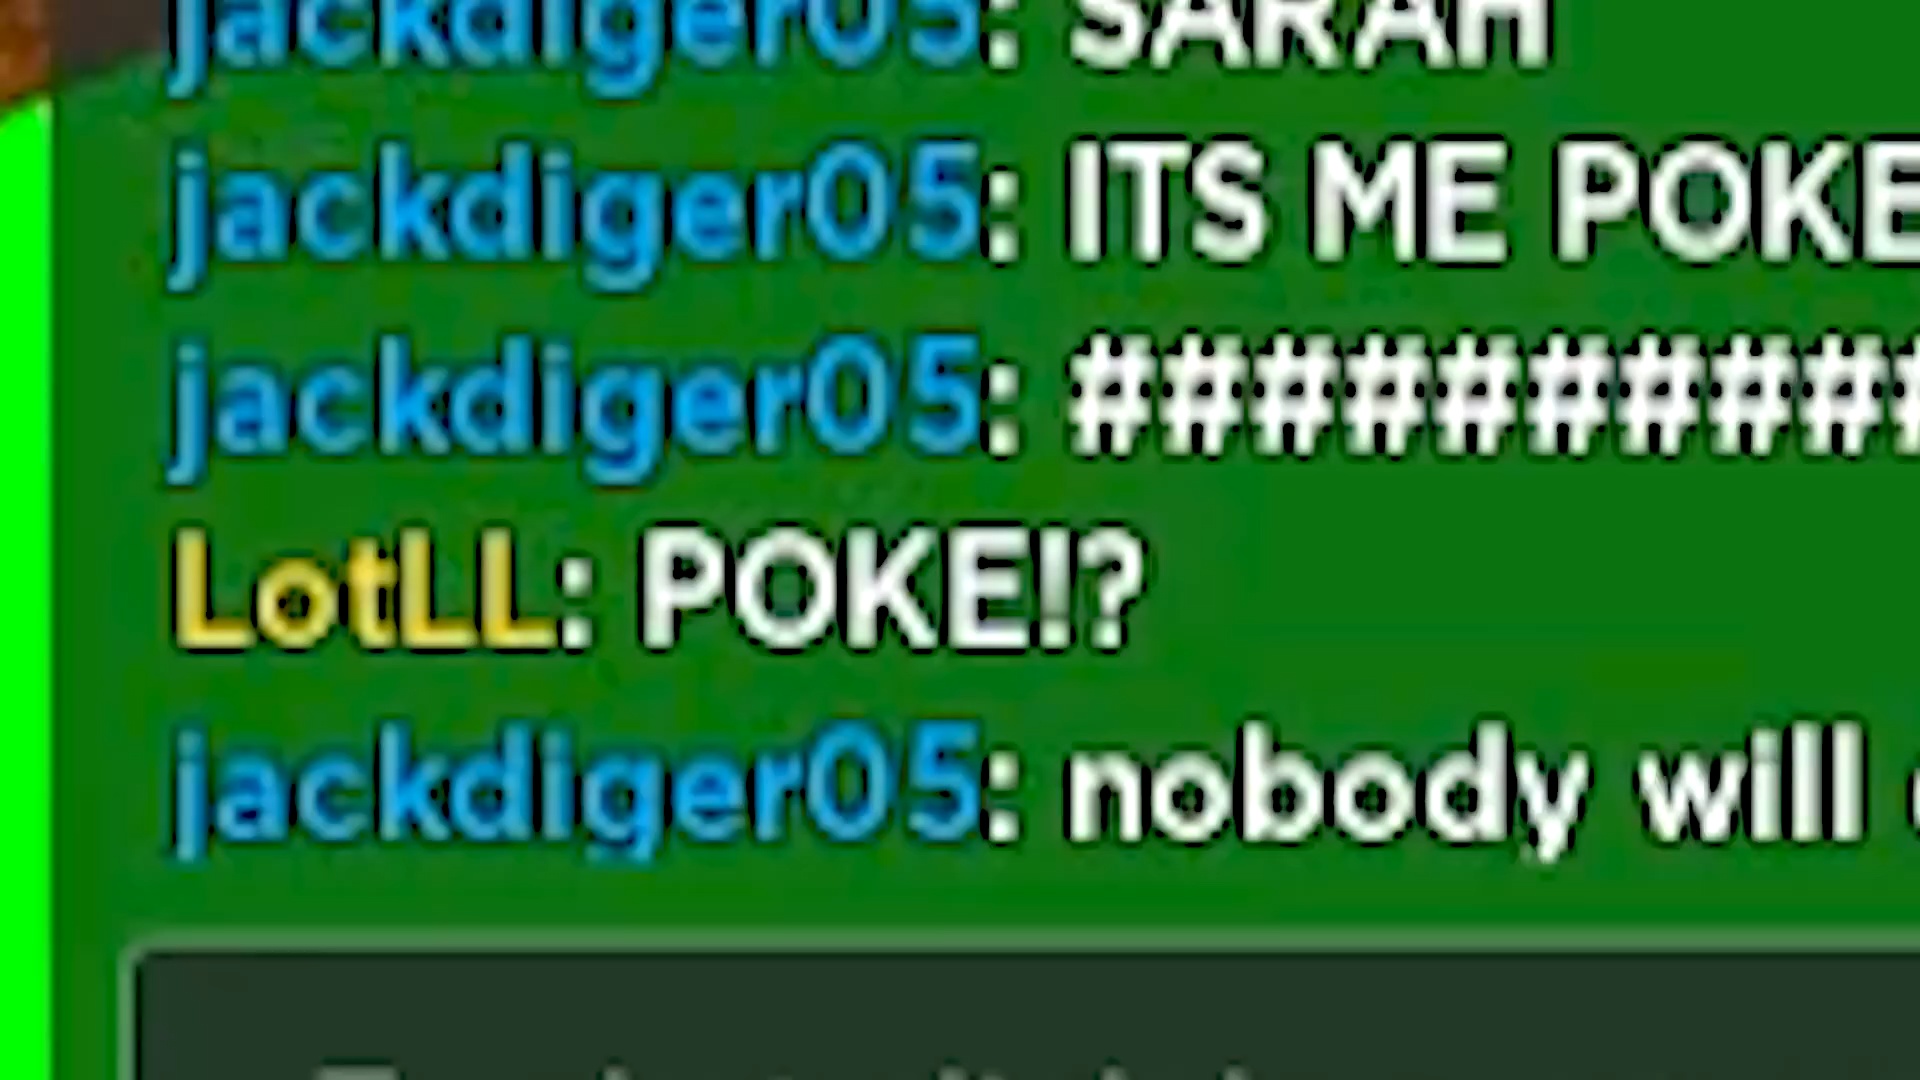 jackdiger05: SARAH
jackdiger05: ITS ME POKE
jackdiger05: ##########
LotLL: POKE!?
jackdiger05: nobody will